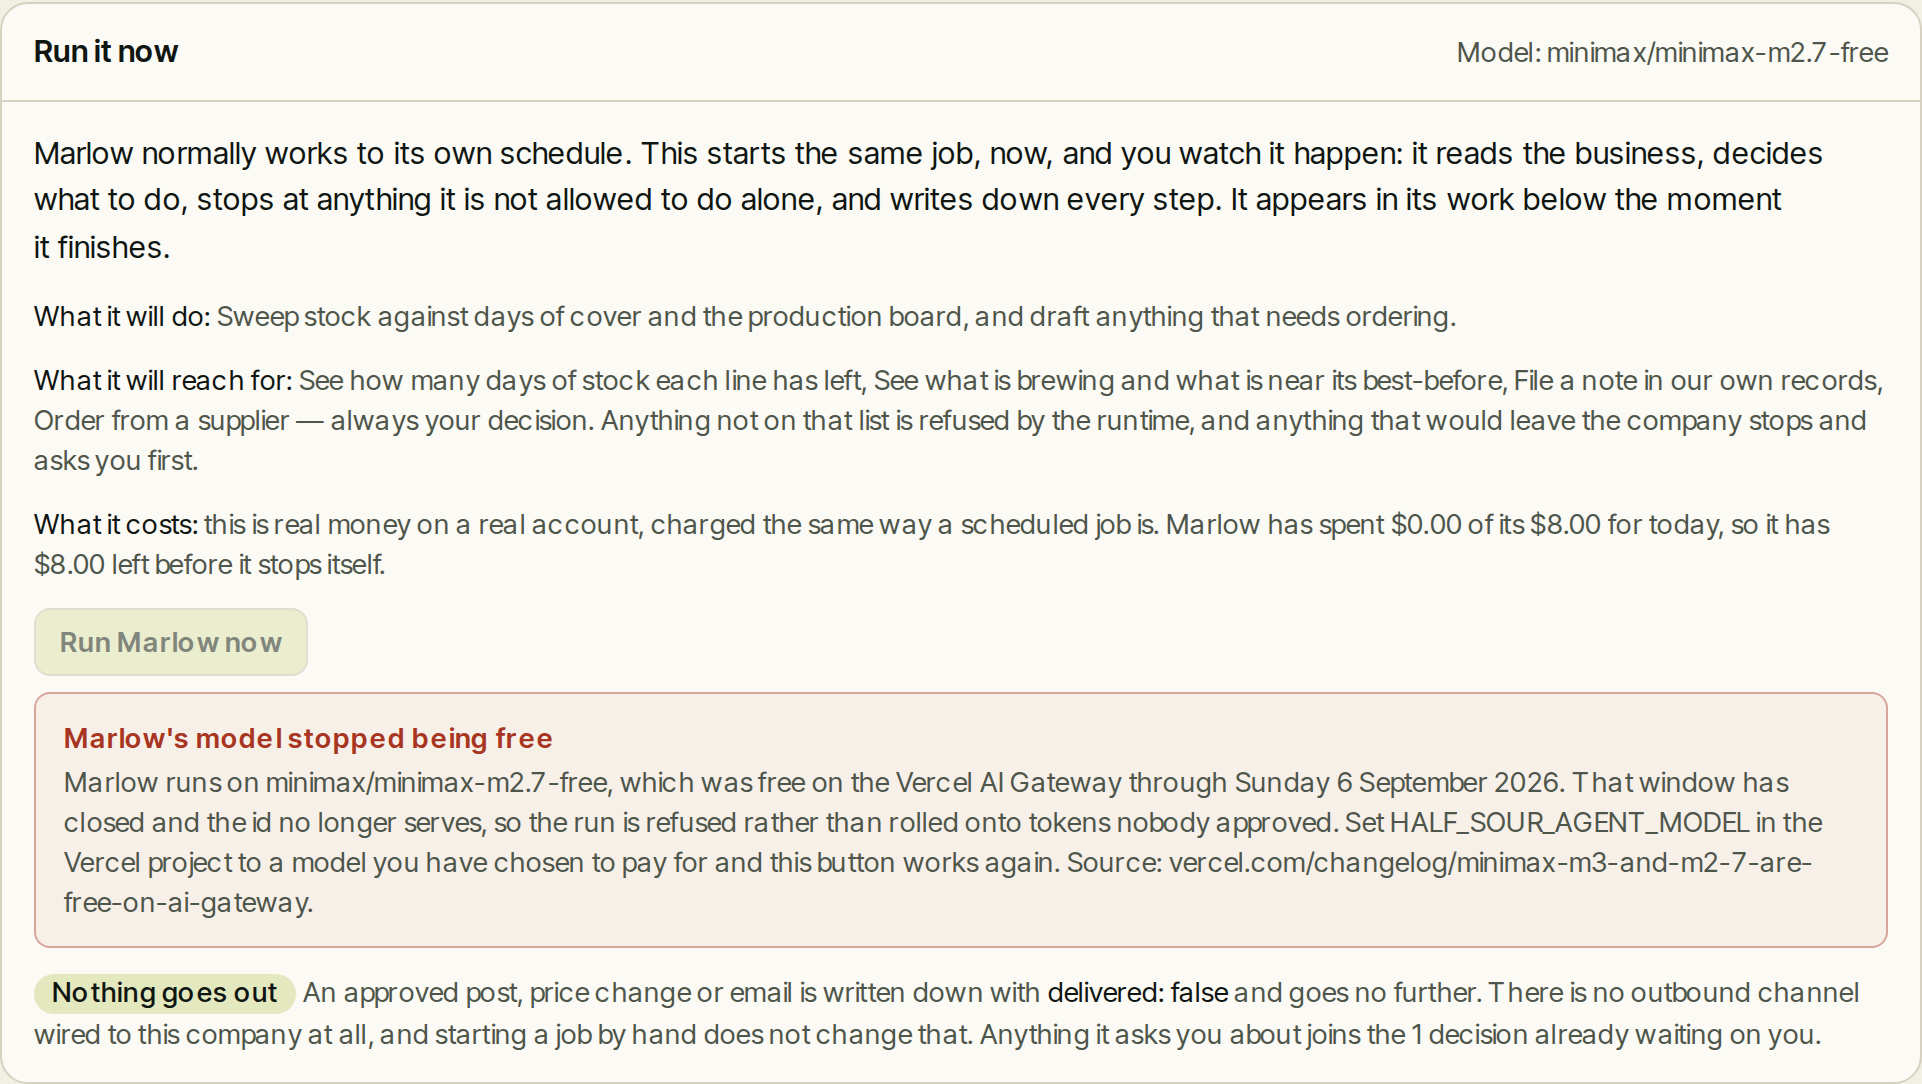 Run it now
Model: minimax/minimax-m2.7-free
Marlow normally works to its own schedule. This starts the same job, now, and you watch it happen: it reads the business, decides
what to do, stops at anything it is not allowed to do alone, and writes down every step. It appears in its work below the moment
it finishes.
What it will do: Sweep stock against days of cover and the production board, and draft anything that needs ordering.
What it will reach for: See how many days of stock each line has left, See what is brewing and what is near its best-before, File a note in our own records,
Order from a supplier — always your decision. Anything not on that list is refused by the runtime, and anything that would leave the company stops and
asks you first.
What it costs: this is real money on a real account, charged the same way a scheduled job is. Marlow has spent $0.00 of its $8.00 for today, so it has
$8.00 left before it stops itself.
Run Marlow now
Marlow's model stopped being free
Marlow runs on minimax/minimax-m2.7-free, which was free on the Vercel AI Gateway through Sunday 6 September 2026. That window has
closed and the id no longer serves, so the run is refused rather than rolled onto tokens nobody approved. Set HALF_SOUR_AGENT_MODEL in the
Vercel project to a model you have chosen to pay for and this button works again. Source: vercel.com/changelog/minimax-m3-and-m2-7-are-
free-on-ai-gateway.
Nothing goes out An approved post, price change or email is written down with delivered: false and goes no further. There is no outbound channel
wired to this company at all, and starting a job by hand does not change that. Anything it asks you about joins the 1 decision already waiting on you.